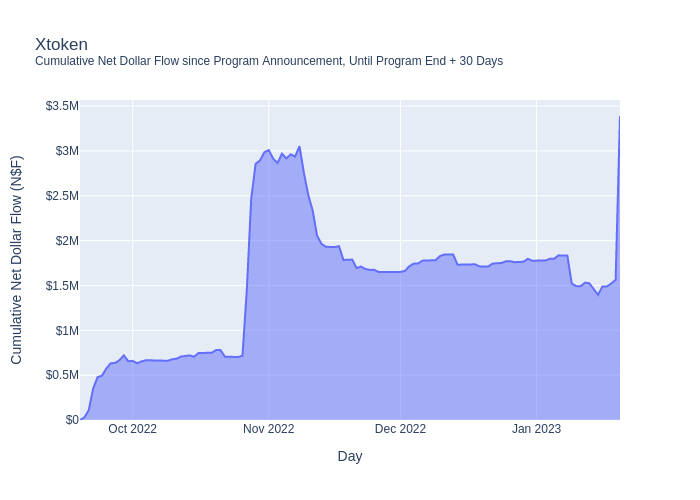 Xtoken
Cumulative Net Dollar Flow since Program Announcement, Until Program End + 30 Days
Cumulative Net Dollar Flow (N$F)
$3.5M
$3M
$2.5M
$2M
$1.5M
$1M
$0.5M
$0
Oct 2022 Nov 2022 Dec 2022 Jan 2023
Day